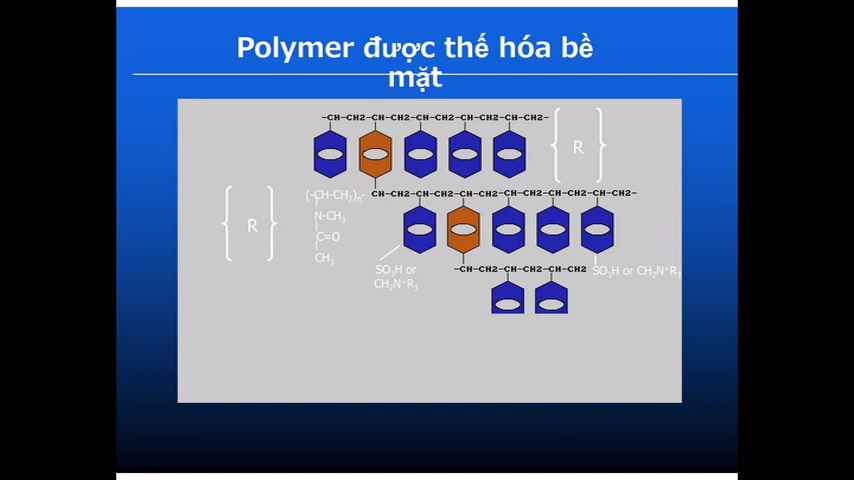 Polymer được thế hóa bề
mặt
-CH-CH2-CH-CH2-CH-CH2-CH-CH2-CH-CH2-
R
(-CH-CH2)n-
CH-CH2-CH-CH2-CH-CH2-CH-CH2-CH-CH2-CH-CH2-
N-CH3
R
C=O
CH3
SO3H or
CH2N+R3
-CH-CH2-CH-CH2-CH-CH2
SO3H or CH2N+R3